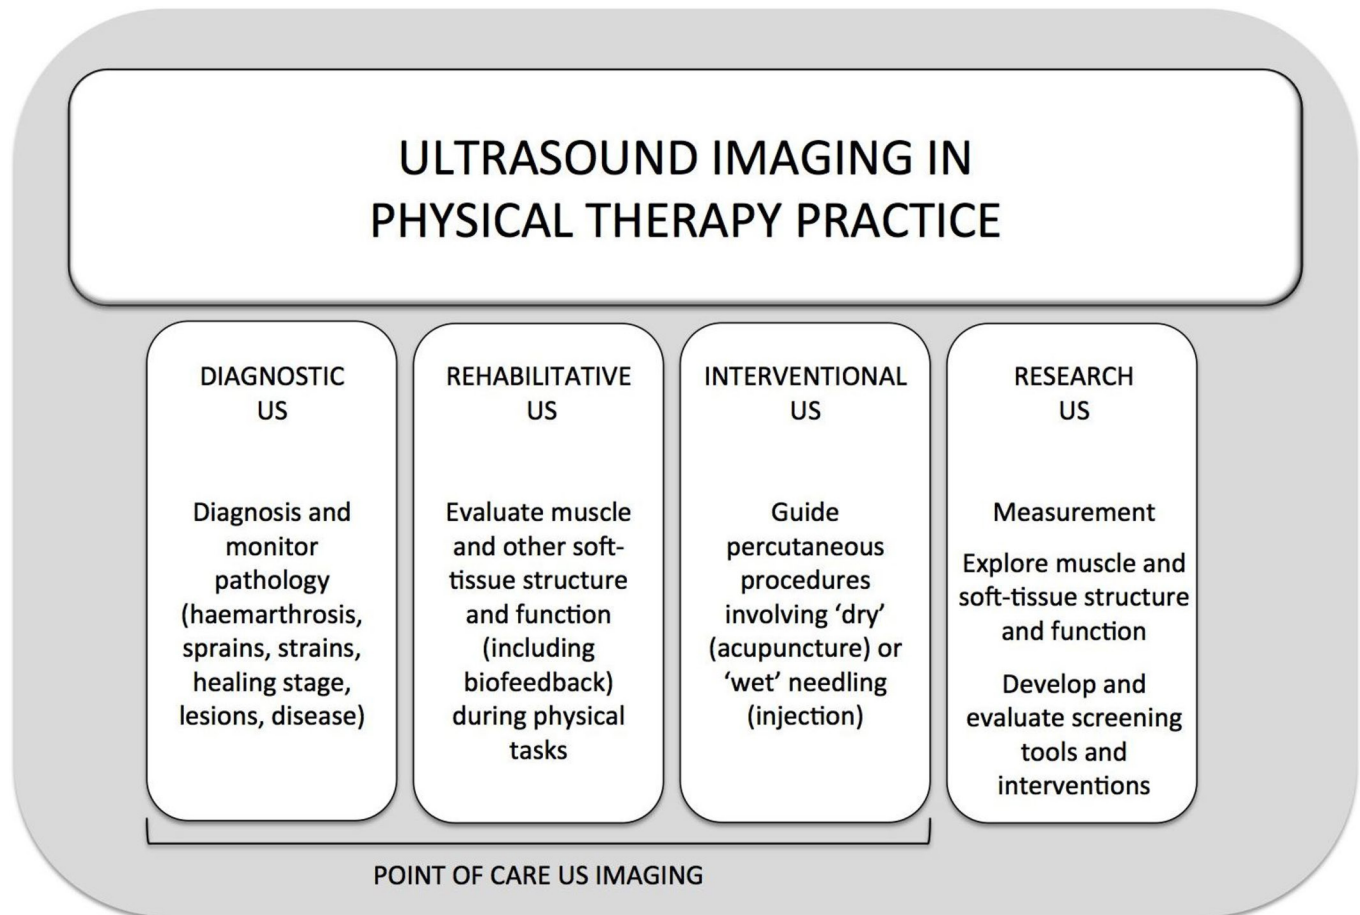 ULTRASOUND IMAGING IN
PHYSICAL THERAPY PRACTICE
DIAGNOSTIC
US
Diagnosis and
monitor
pathology
(haemarthrosis,
sprains, strains,
healing stage,
lesions, disease)
REHABILITATIVE
US
Evaluate muscle
and other soft-
tissue structure
and function
(including
biofeedback)
during physical
tasks
INTERVENTIONAL
US
Guide
percutaneous
procedures
involving ‘dry’
(acupuncture) or
‘wet’ needling
(injection)
RESEARCH
US
Measurement
Explore muscle and
soft-tissue structure
and function
Develop and
evaluate screening
tools and
interventions
POINT OF CARE US IMAGING